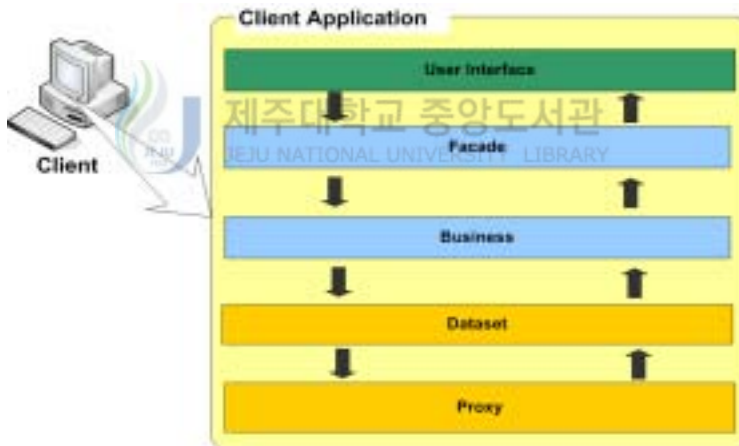 Client Application
User Interface
제주대학교 중앙도서관
JEJU NATIONAL UNIVERSITY LIBRARY
Facade
Client
Business
Dataset
Proxy